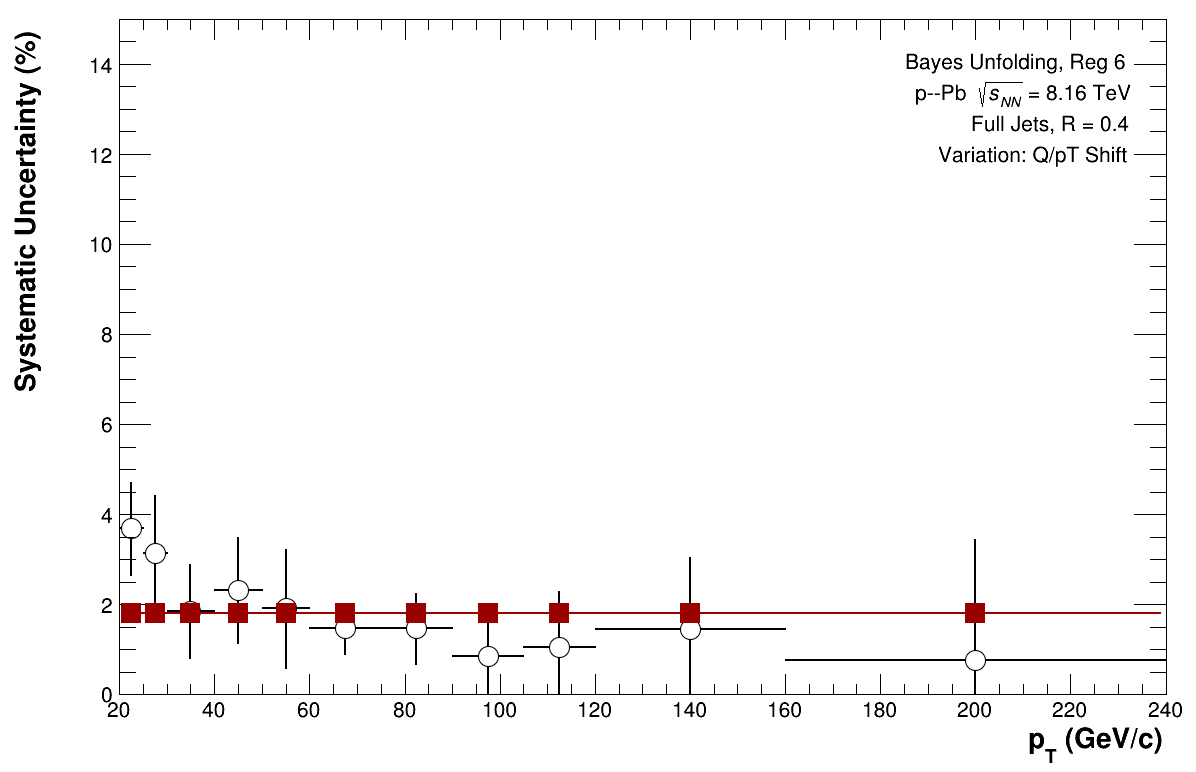 Systematic Uncertainty (%)
14
12
10
8
6
4
2
0
Bayes Unfolding, Reg 6
p--Pb √s_NN = 8.16 TeV
Full Jets, R = 0.4
Variation: Q/pT Shift
20 40 60 80 100 120 140 160 180 200 220 240
p_T (GeV/c)